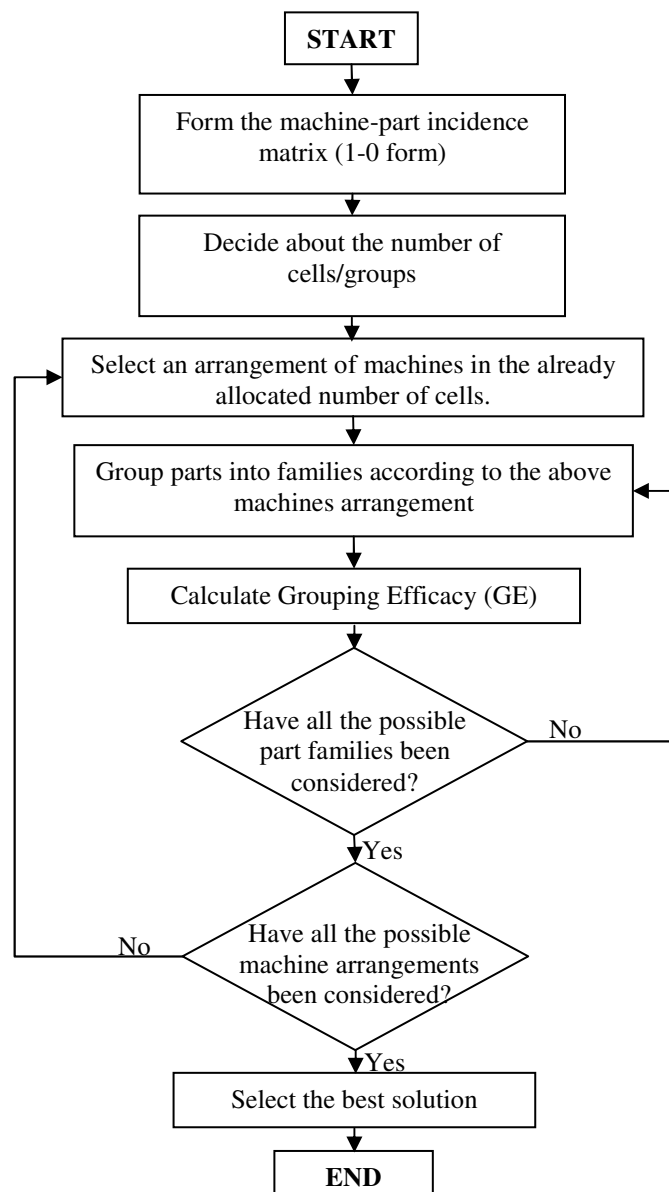 START
Form the machine-part incidence
matrix (1-0 form)
Decide about the number of
cells/groups
Select an arrangement of machines in the already
allocated number of cells.
Group parts into families according to the above
machines arrangement
Calculate Grouping Efficacy (GE)
Have all the possible
part families been
considered?
No
Yes
No
Have all the possible
machine arrangements
been considered?
Yes
Select the best solution
END